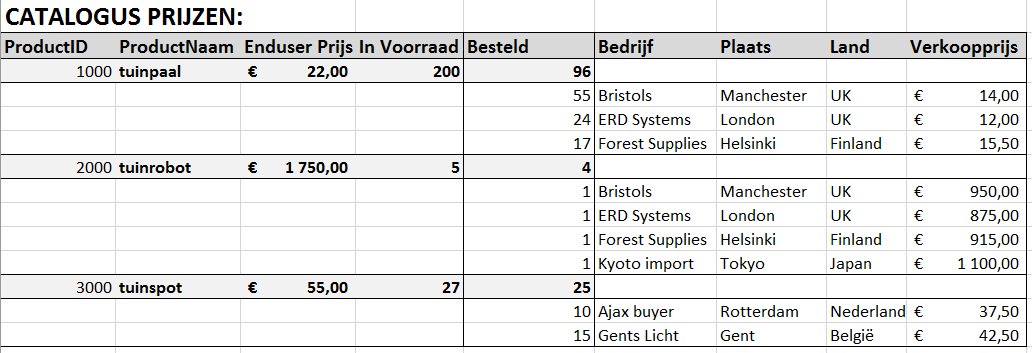 CATALOGUS PRIJZEN:
ProductID ProductNaam Enduser Prijs In Voorraad Besteld Bedrijf Plaats Land Verkoopprijs
1000 tuinpaal € 22,00 200 96
55 Bristols Manchester UK € 14,00
24 ERD Systems London UK € 12,00
17 Forest Supplies Helsinki Finland € 15,50
2000 tuinrobot € 1 750,00 5 4
1 Bristols Manchester UK € 950,00
1 ERD Systems London UK € 875,00
1 Forest Supplies Helsinki Finland € 915,00
1 Kyoto import Tokyo Japan € 1 100,00
3000 tuinspot € 55,00 27 25
10 Ajax buyer Rotterdam Nederland € 37,50
15 Gents Licht Gent België € 42,50